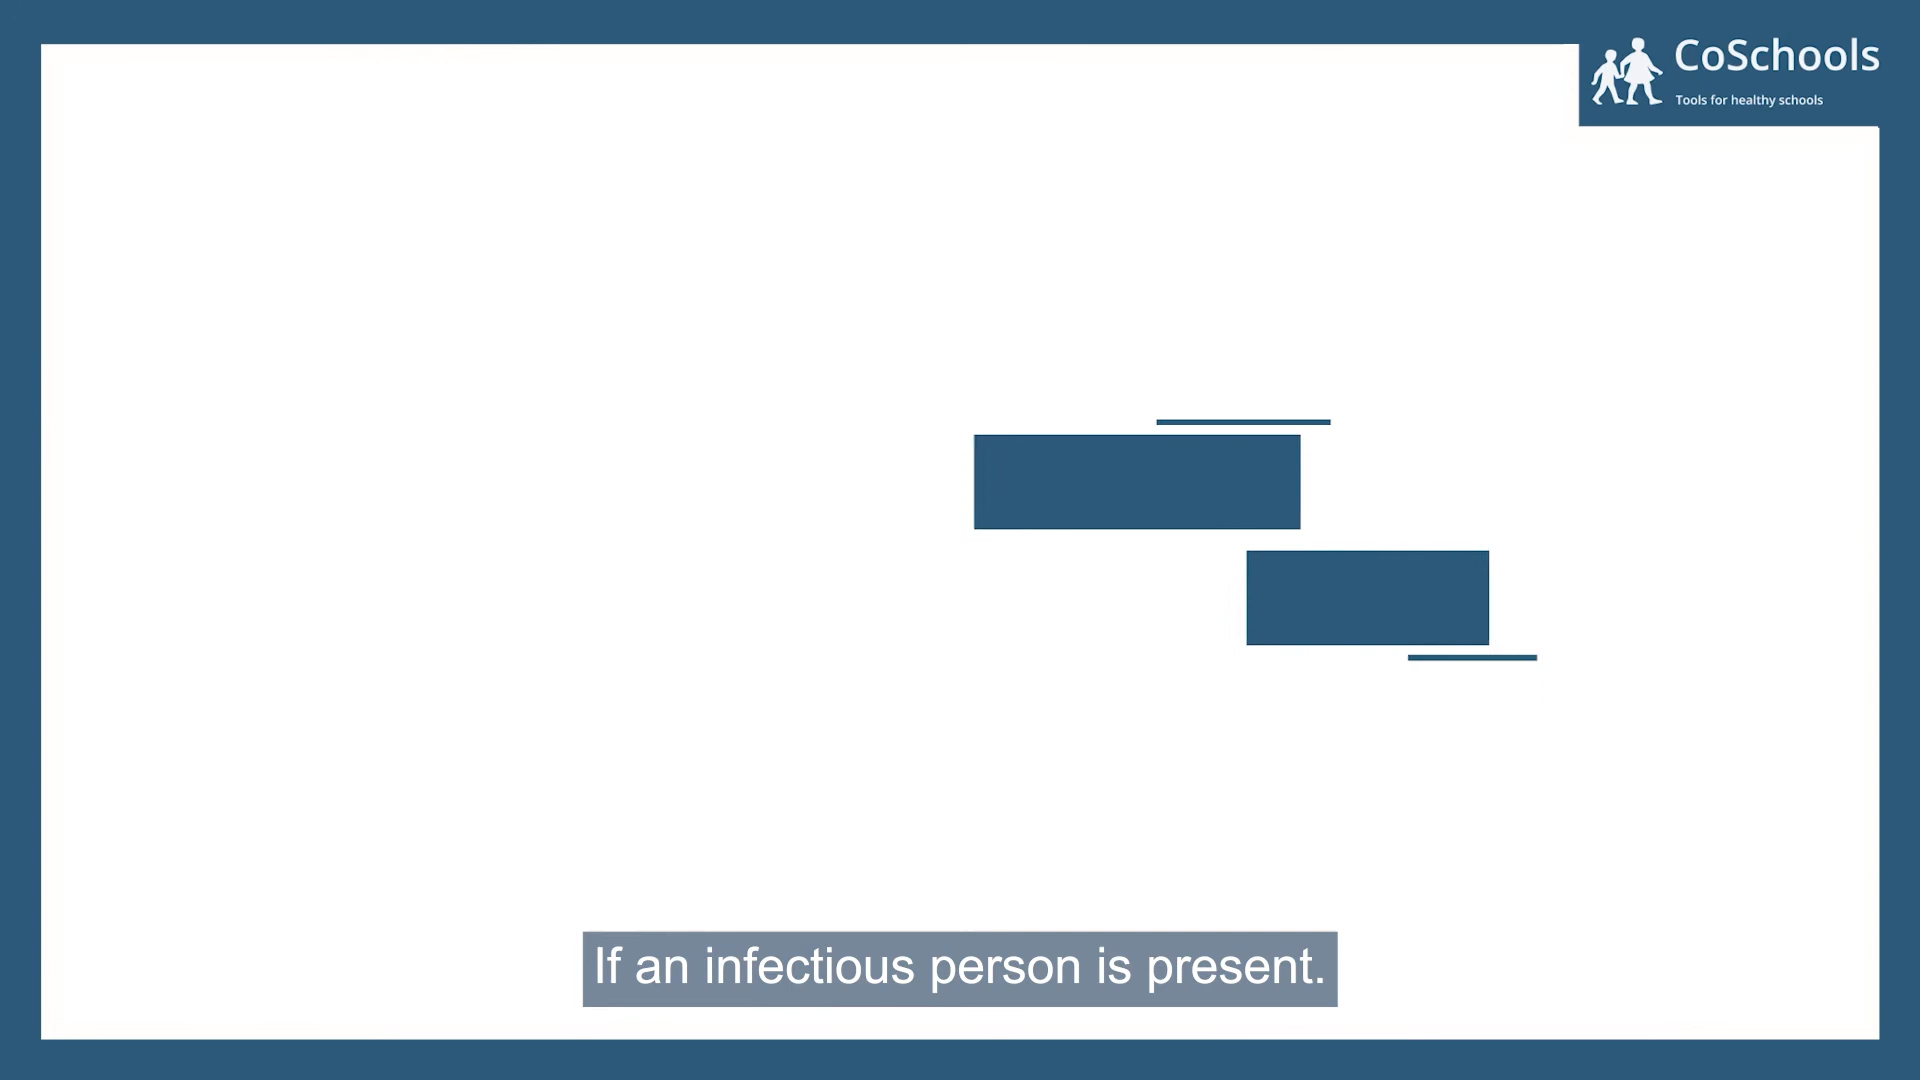 CoSchools
Tools for healthy schools
If an infectious person is present.